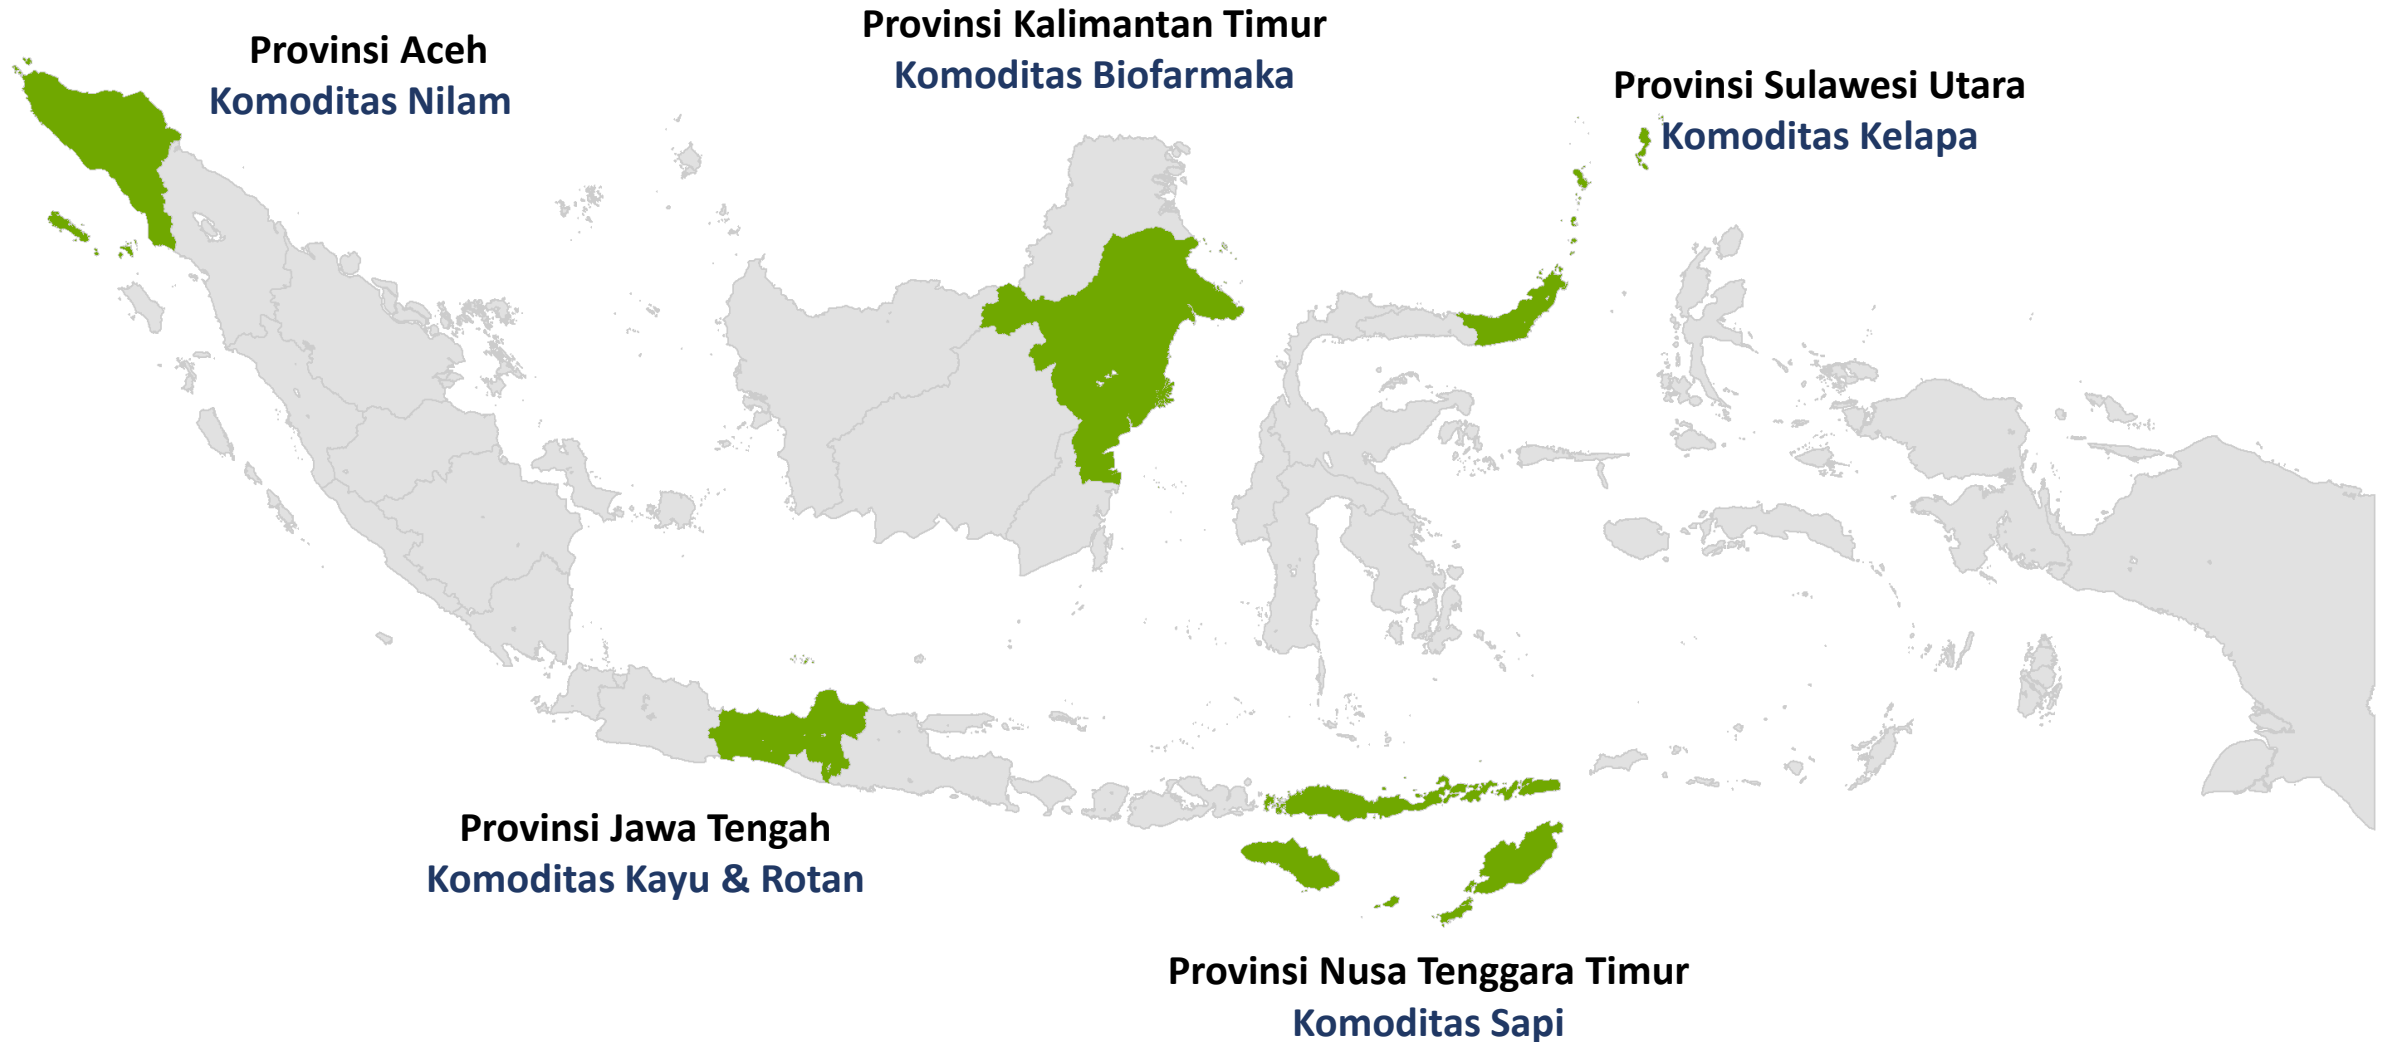 Provinsi Aceh
Komoditas Nilam
Provinsi Kalimantan Timur
Komoditas Biofarmaka
Provinsi Sulawesi Utara
Komoditas Kelapa
Provinsi Jawa Tengah
Komoditas Kayu & Rotan
Provinsi Nusa Tenggara Timur
Komoditas Sapi